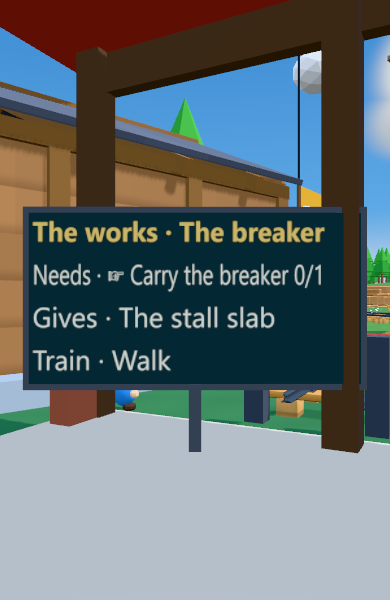 The works · The breaker
Needs · ☞ Carry the breaker 0/1
Gives · The stall slab
Train · Walk